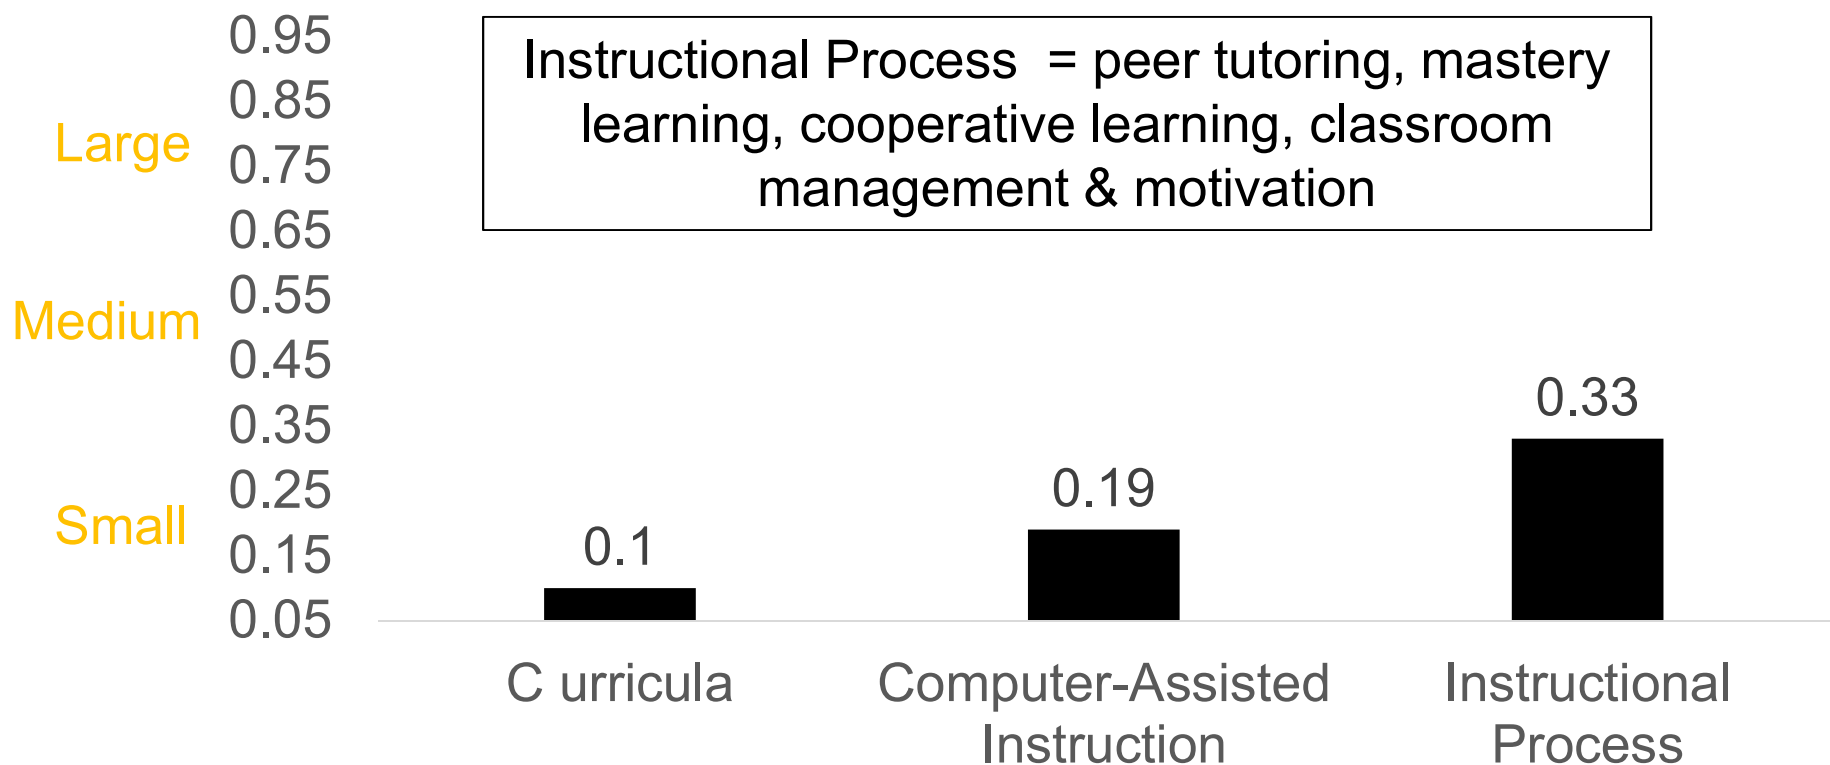 Instructional Process = peer tutoring, mastery
learning, cooperative learning, classroom
management & motivation
0.95
0.85
Large
0.75
0.65
0.55
Medium
0.45
0.35
0.25
Small
0.15
0.05
0.1
0.19
0.33
C urricula
Computer-Assisted
Instruction
Instructional
Process